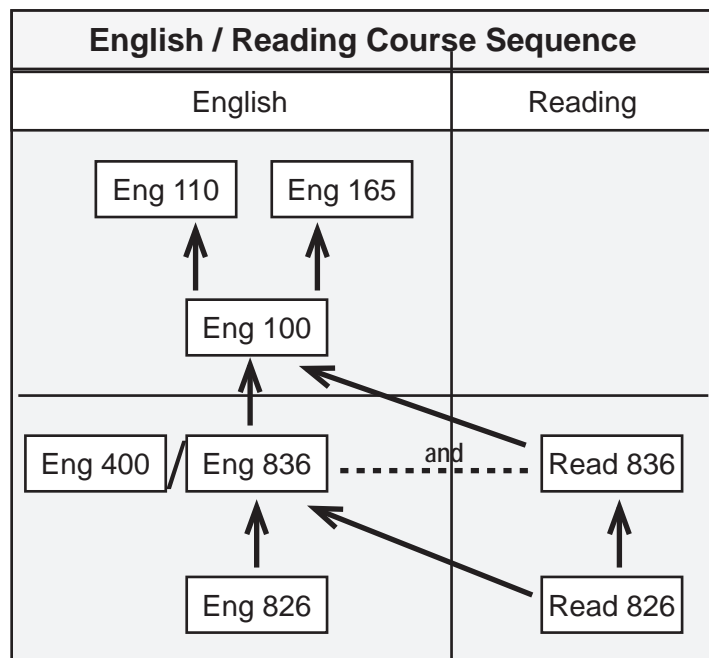 English / Reading Course Sequence
English
Reading
Eng 110
Eng 165
Eng 100
Eng 400
Eng 836
and
Read 836
Eng 826
Read 826